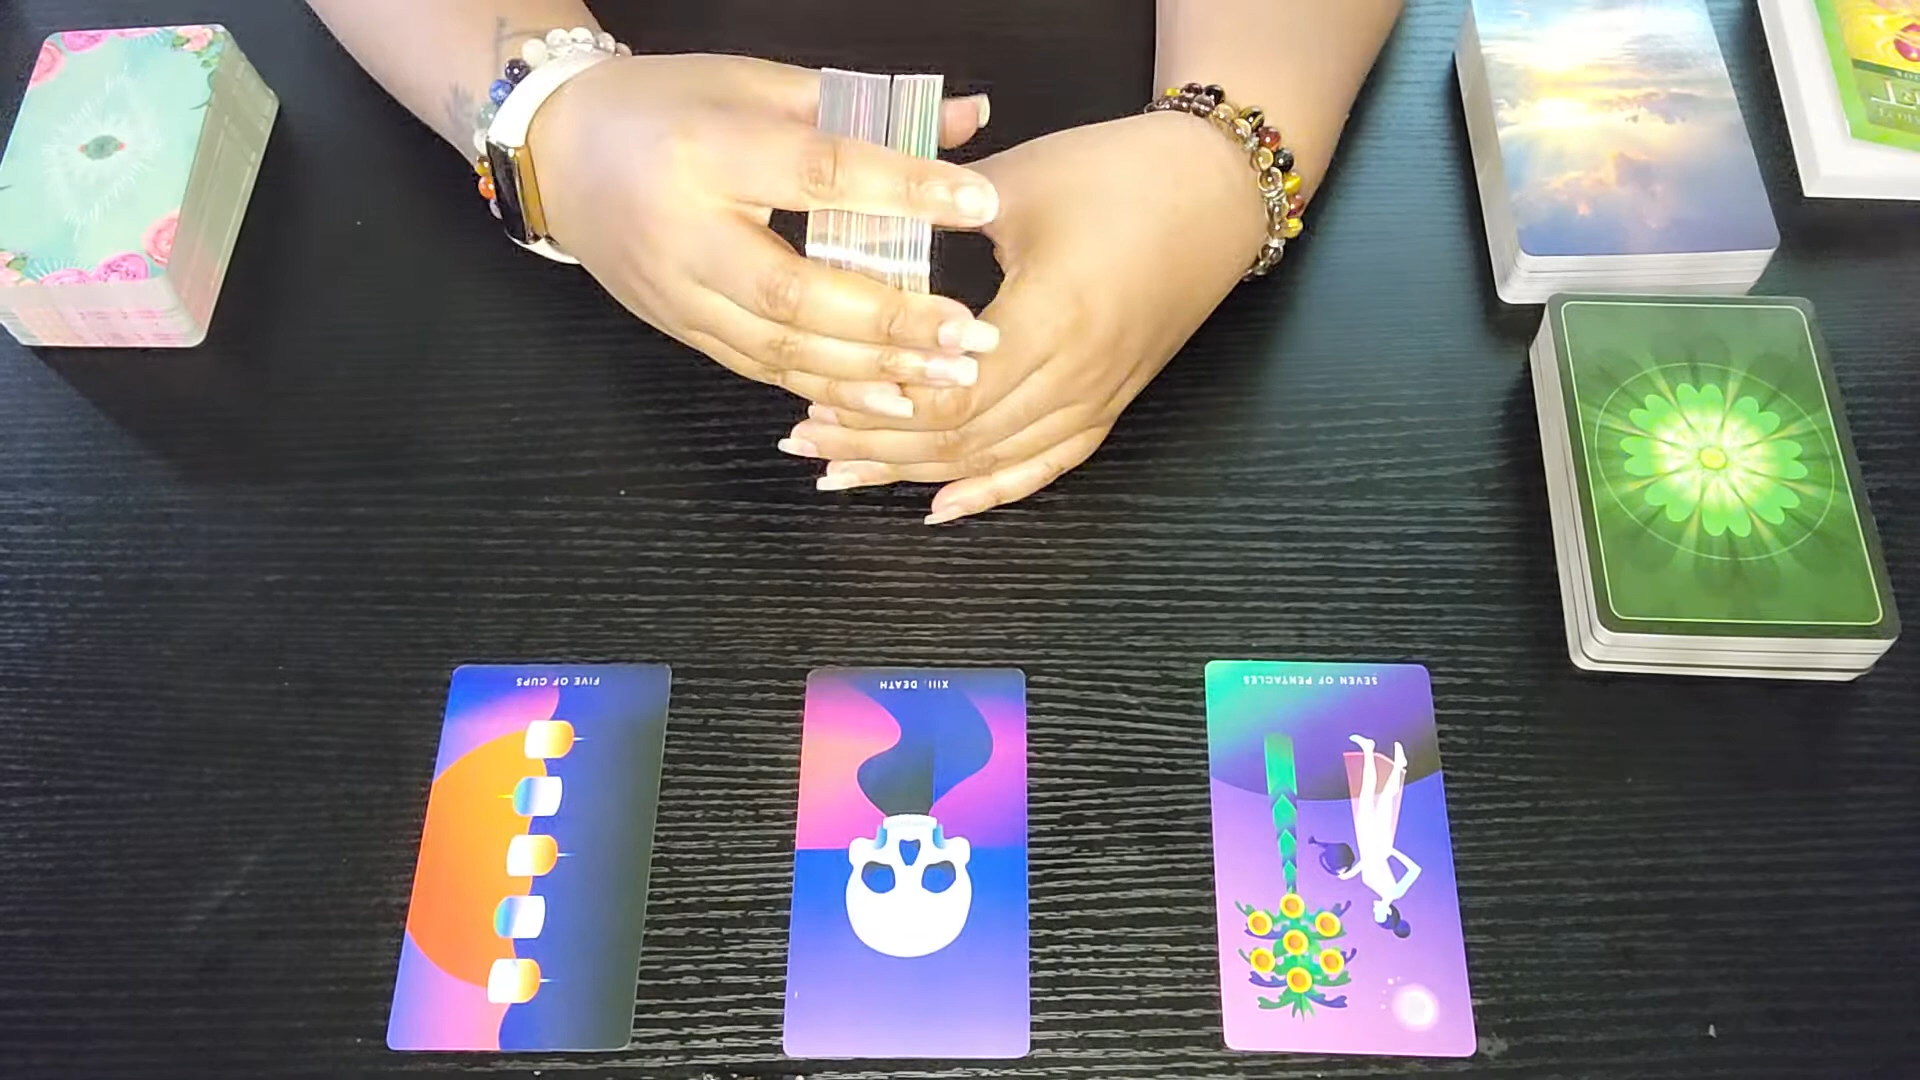 FIVE OF CUPS
XIII. DEATH
SEVEN OF PENTACLES